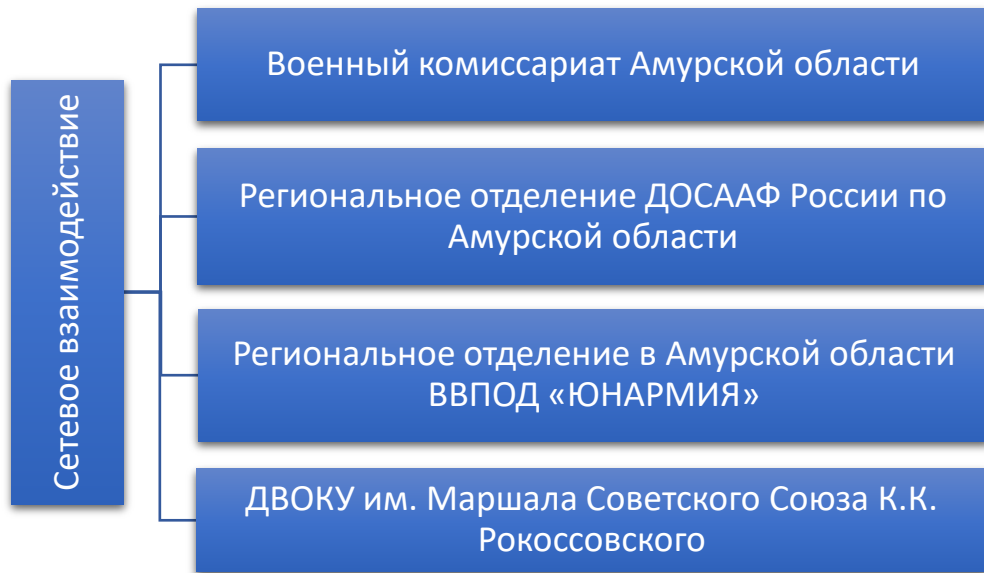 Сетевое взаимодействие
Военный комиссариат Амурской области
Региональное отделение ДОСААФ России по
Амурской области
Региональное отделение в Амурской области
ВВПОД «ЮНАРМИЯ»
ДВОКУ им. Маршала Советского Союза К.К.
Рокоссовского